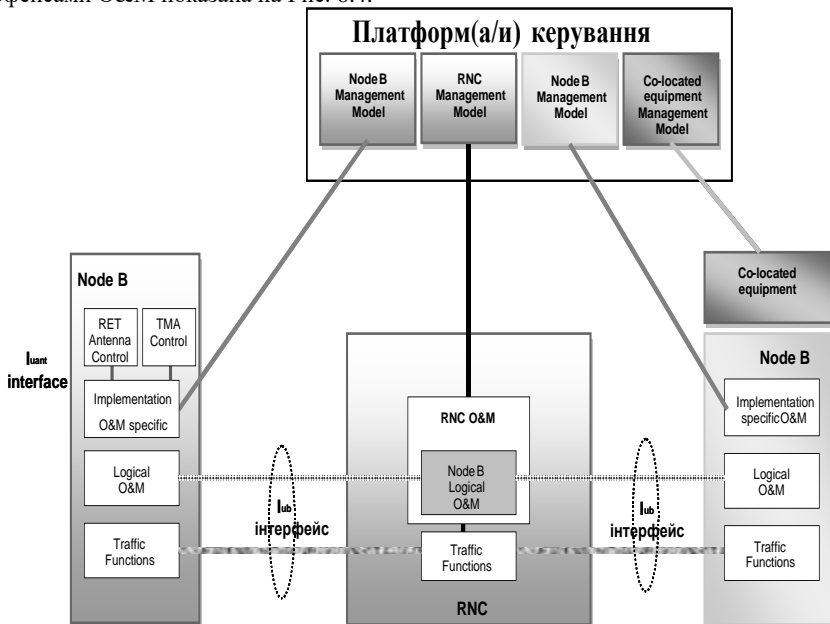 Платформ(а/и) керування
Node B
Management
Model
RNC
Management
Model
Node B
Management
Model
Co-located
equipment
Management
Model
Node B
RET
Antenna
Control
TMA
Control
Iuant
interface
Implementation
O&M specific
Logical
O&M
Traffic
Functions
Iub
інтерфейс
RNC O&M
Node B
Logical
O&M
Traffic
Functions
RNC
Iub
інтерфейс
Co-located
equipment
Node B
Implementation
specificO&M
Logical
O&M
Traffic
Functions